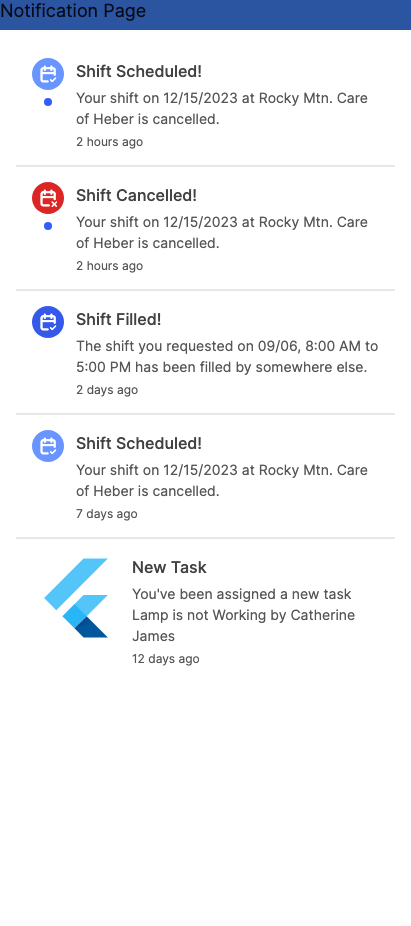 Notification Page
Shift Scheduled!
Your shift on 12/15/2023 at Rocky Mtn. Care
of Heber is cancelled.
2 hours ago
Shift Cancelled!
Your shift on 12/15/2023 at Rocky Mtn. Care
of Heber is cancelled.
2 hours ago
Shift Filled!
The shift you requested on 09/06, 8:00 AM to
5:00 PM has been filled by somewhere else.
2 days ago
Shift Scheduled!
Your shift on 12/15/2023 at Rocky Mtn. Care
of Heber is cancelled.
7 days ago
New Task
You've been assigned a new task
Lamp is not Working by Catherine
James
12 days ago